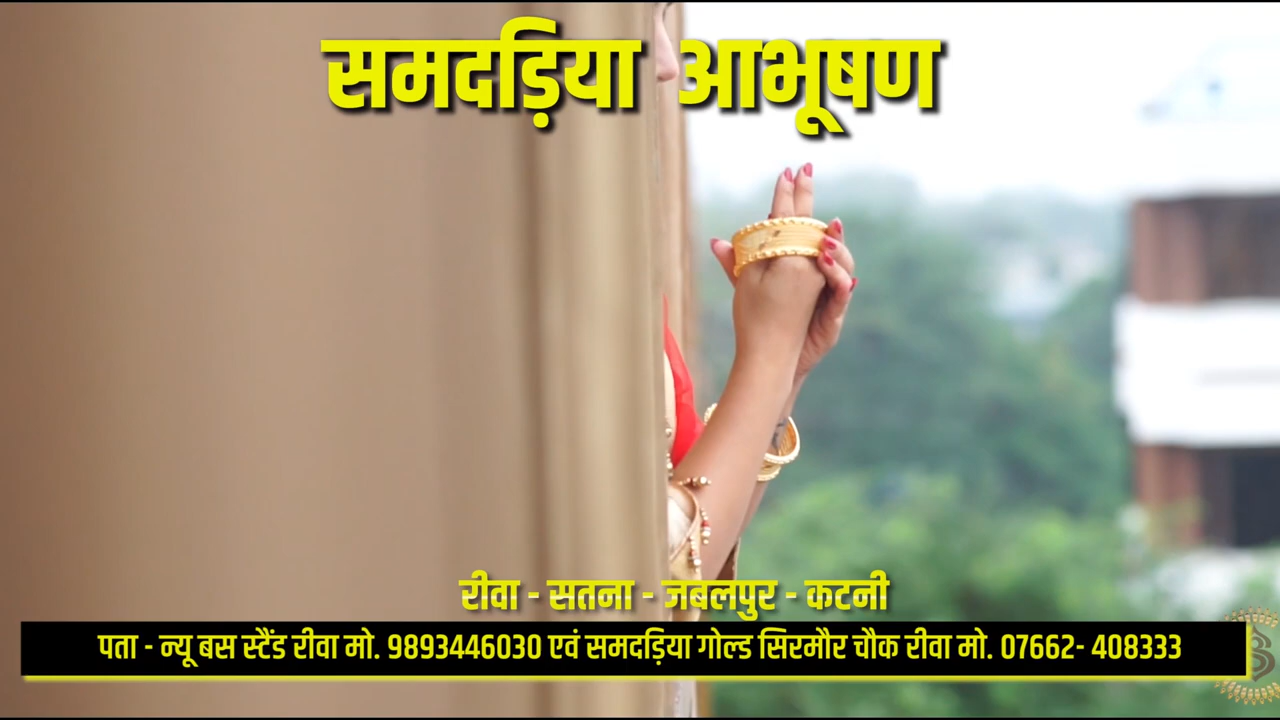 समदड़िया आभूषण
रीवा - सतना - जबलपुर - कटनी
पता - न्यू बस स्टैंड रीवा मो. 9893446030 एवं समदड़िया गोल्ड सिरमौर चौक रीवा मो. 07662- 408333